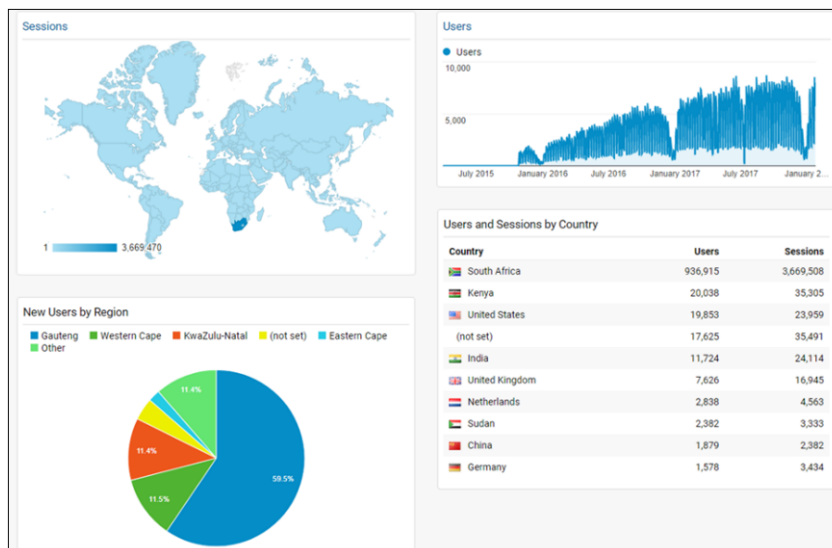 Sessions
1 3,669,470
Users
Users
10,000
5,000
July 2015 January 2016 July 2016 January 2017 July 2017 January 2...
New Users by Region
Gauteng Western Cape KwaZulu-Natal (not set) Eastern Cape
Other
11.4%
11.4%
59.5%
11.5%
Users and Sessions by Country
Country Users Sessions
South Africa 936,915 3,669,508
Kenya 20,038 35,305
United States 19,853 23,959
(not set) 17,625 35,491
India 11,724 24,114
United Kingdom 7,626 16,945
Netherlands 2,838 4,563
Sudan 2,382 3,333
China 1,879 2,382
Germany 1,578 3,434